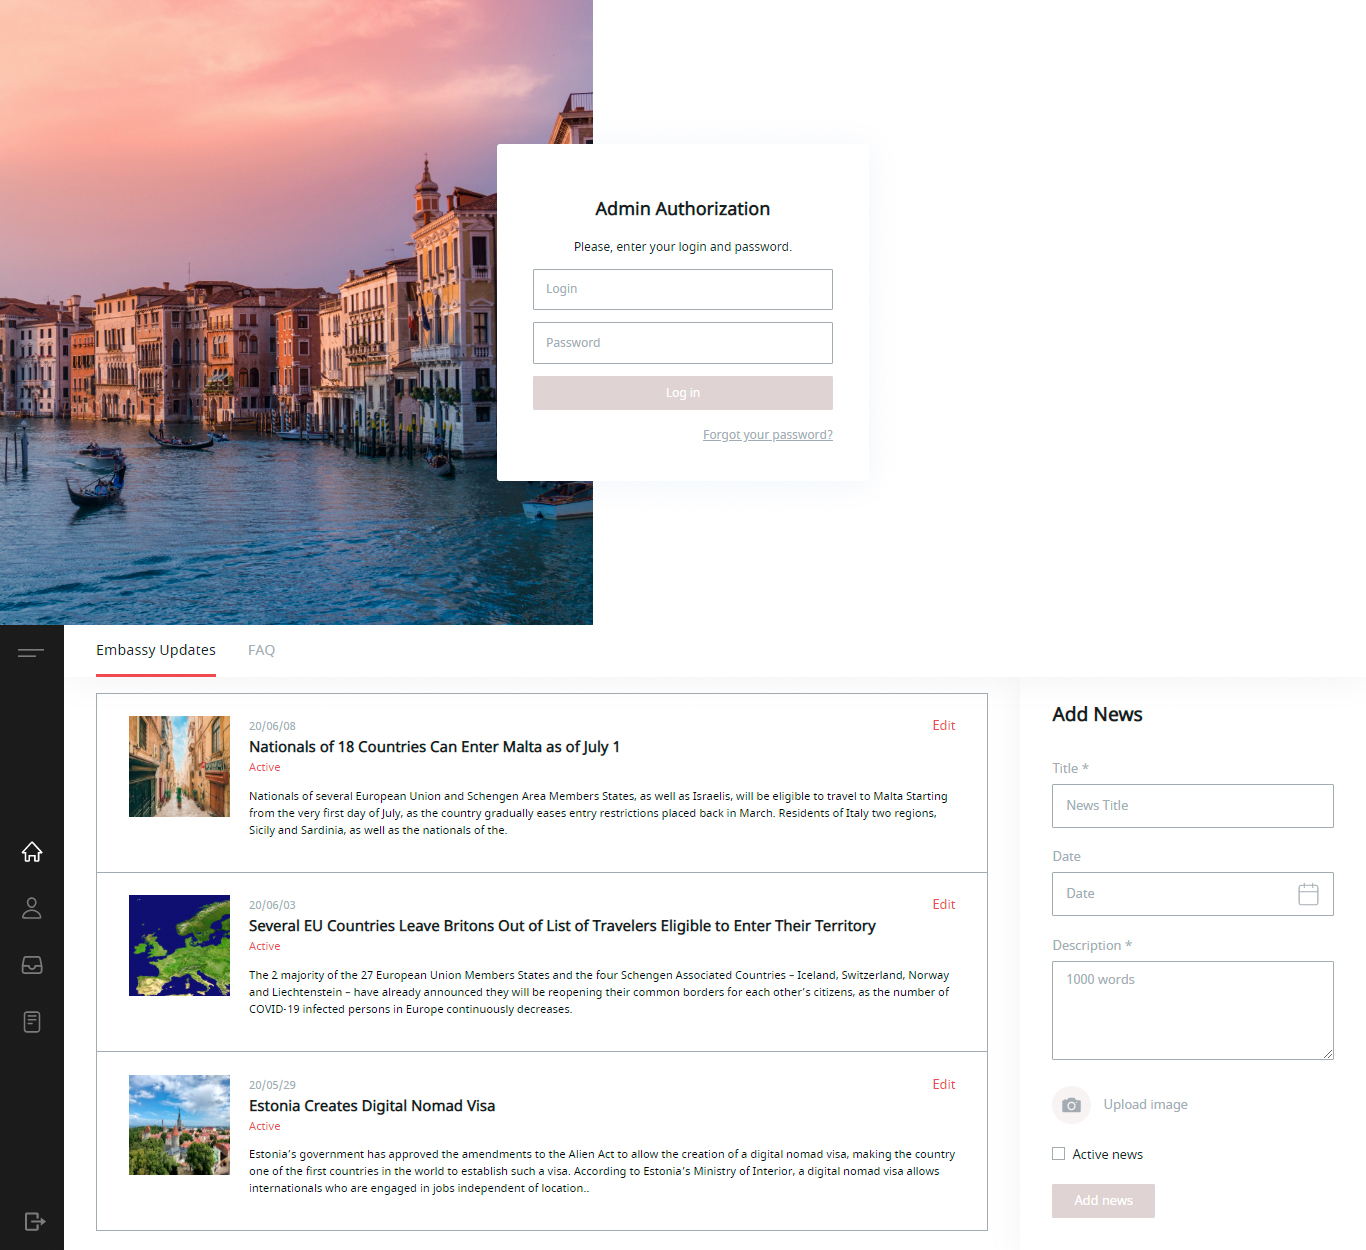 Admin Authorization
Please, enter your login and password.
Login
Password
Log in
Forgot your password?
Embassy Updates
FAQ
20/06/08
Edit
Nationals of 18 Countries Can Enter Malta as of July 1
Active
Nationals of several European Union and Schengen Area Members States, as well as Israelis, will be eligible to travel to Malta Starting
from the very first day of July, as the country gradually eases entry restrictions placed back in March. Residents of Italy two regions,
Sicily and Sardinia, as well as the nationals of the.
20/06/03
Edit
Several EU Countries Leave Britons Out of List of Travelers Eligible to Enter Their Territory
Active
The 2 majority of the 27 European Union Members States and the four Schengen Associated Countries – Iceland, Switzerland, Norway
and Liechtenstein – have already announced they will be reopening their common borders for each other’s citizens, as the number of
COVID-19 infected persons in Europe continuously decreases.
20/05/29
Edit
Estonia Creates Digital Nomad Visa
Active
Estonia’s government has approved the amendments to the Alien Act to allow the creation of a digital nomad visa, making the country
one of the first countries in the world to establish such a visa. According to Estonia’s Ministry of Interior, a digital nomad visa allows
internationals who are engaged in jobs independent of location..
Add News
Title *
News Title
Date
Date
Description *
1000 words
Upload image
Active news
Add news